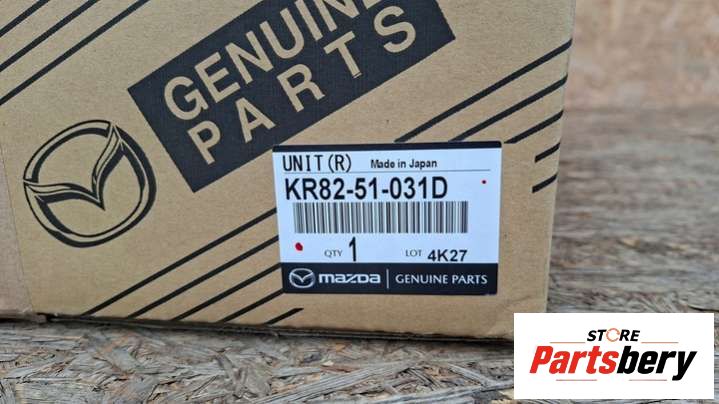 GENUINE
PARTS
UNIT(R) Made in Japan
KR82-51-031D
QTY 1 LOT 4K27
mazda GENUINE PARTS
STORE
Partsbery